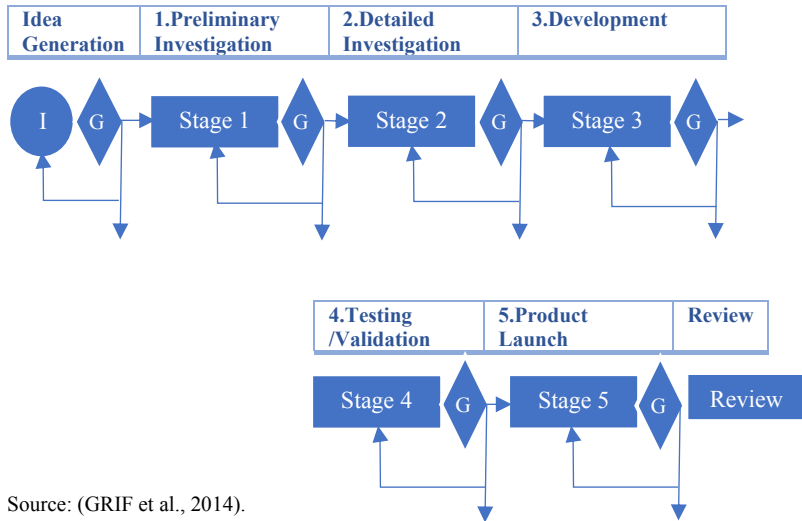 Idea Generation
1.Preliminary Investigation
2.Detailed Investigation
3.Development
I
G
Stage 1
G
Stage 2
G
Stage 3
G
4.Testing /Validation
5.Product Launch
Review
Stage 4
G
Stage 5
G
Review
Source: (GRIF et al., 2014).